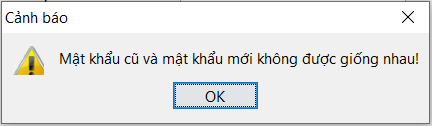 Cảnh báo
Mật khẩu cũ và mật khẩu mới không được giống nhau!
OK